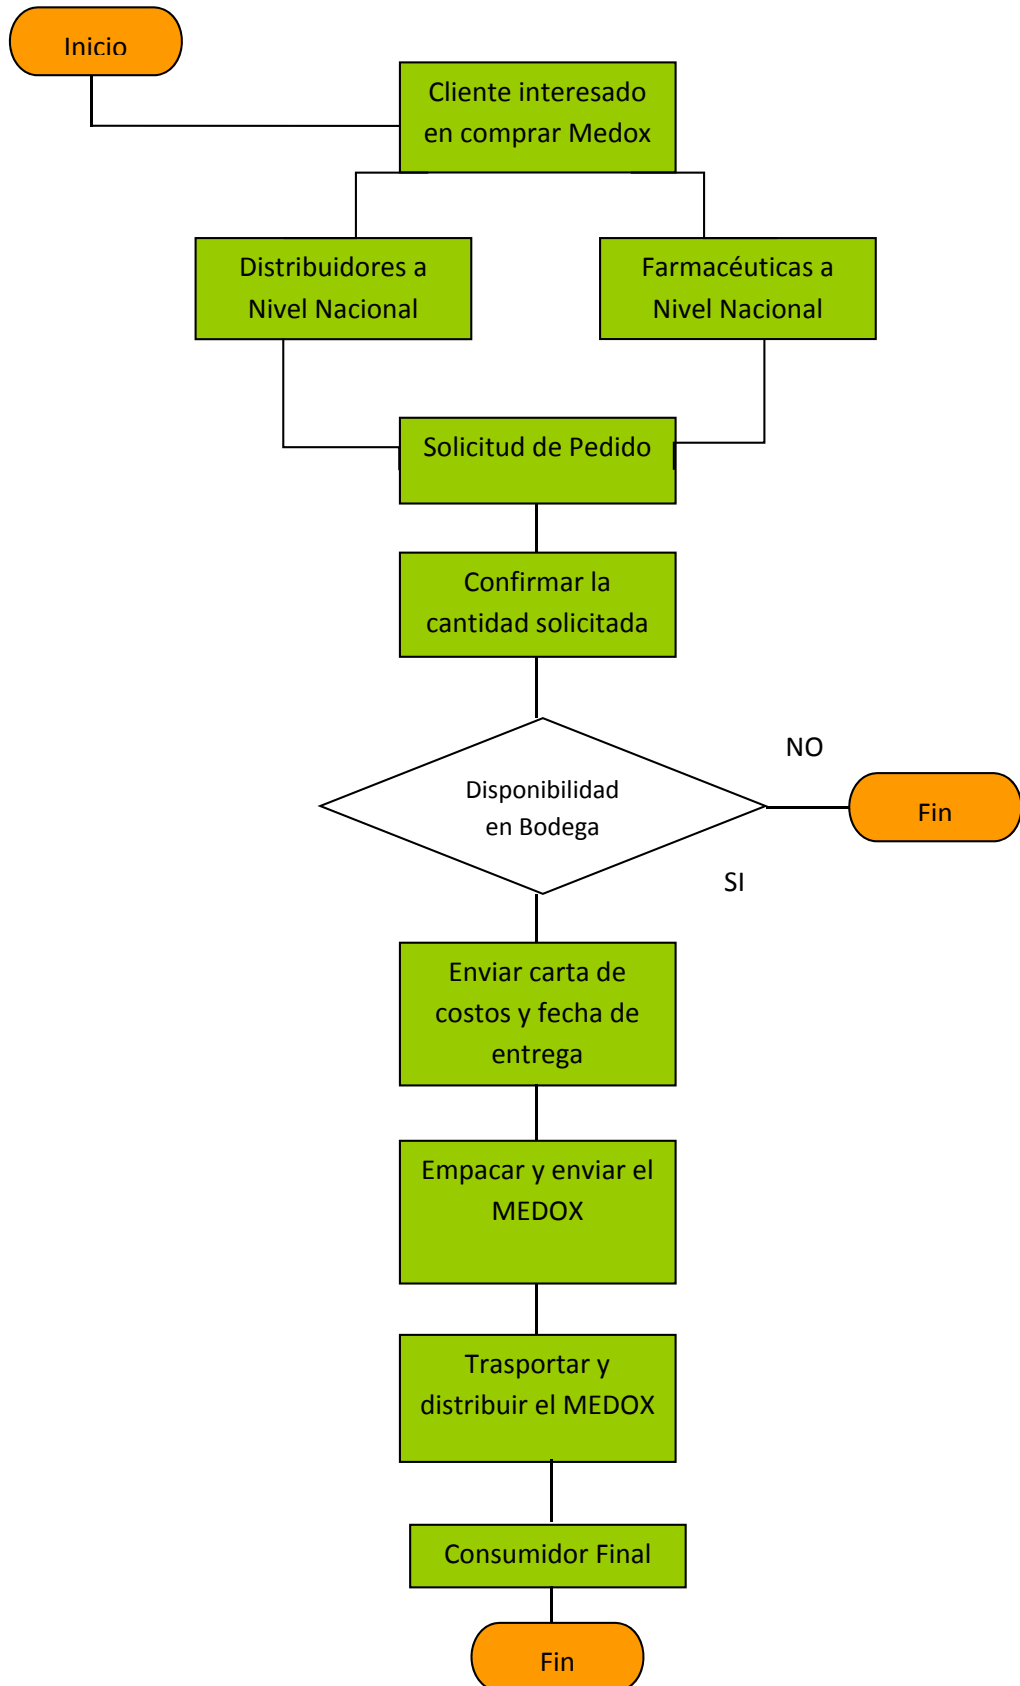 Inicio
Cliente interesado
en comprar Medox
Distribuidores a
Nivel Nacional
Farmacéuticas a
Nivel Nacional
Solicitud de Pedido
Confirmar la
cantidad solicitada
Disponibilidad
en Bodega
NO
Fin
SI
Enviar carta de
costos y fecha de
entrega
Empacar y enviar el
MEDOX
Trasportar y
distribuir el MEDOX
Consumidor Final
Fin